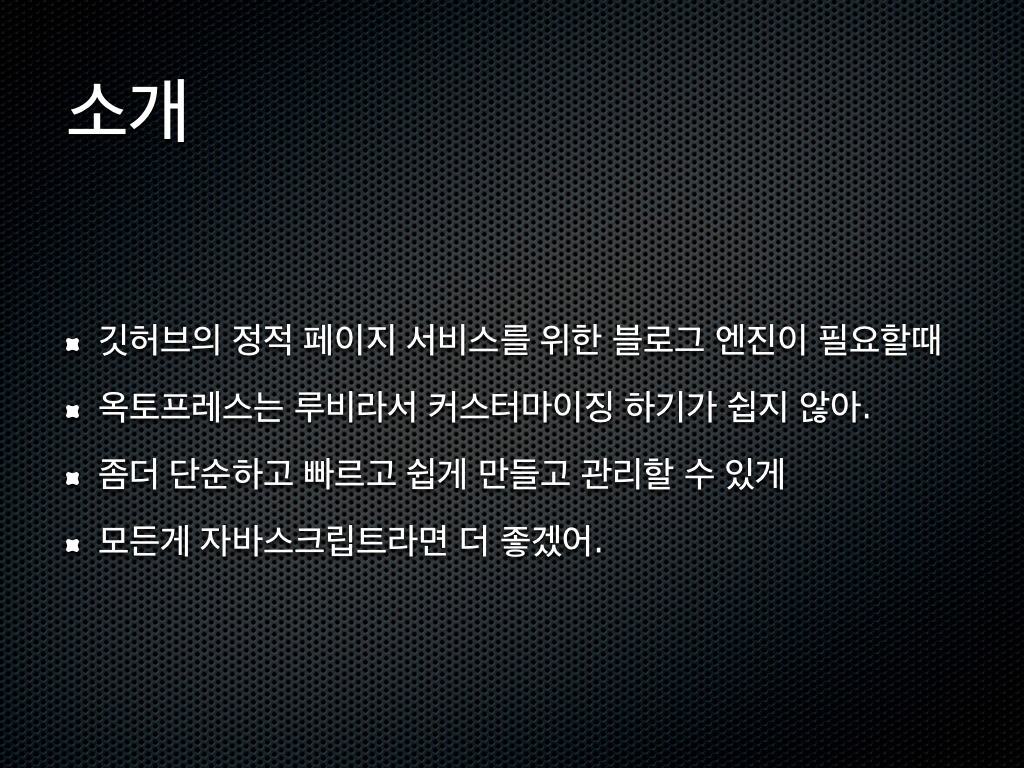 소개
깃허브의 정적 페이지 서비스를 위한 블로그 엔진이 필요할때
옥토프레스는 루비라서 커스터마이징 하기가 쉽지 않아.
좀더 단순하고 빠르고 쉽게 만들고 관리할 수 있게
모든게 자바스크립트라면 더 좋겠어.